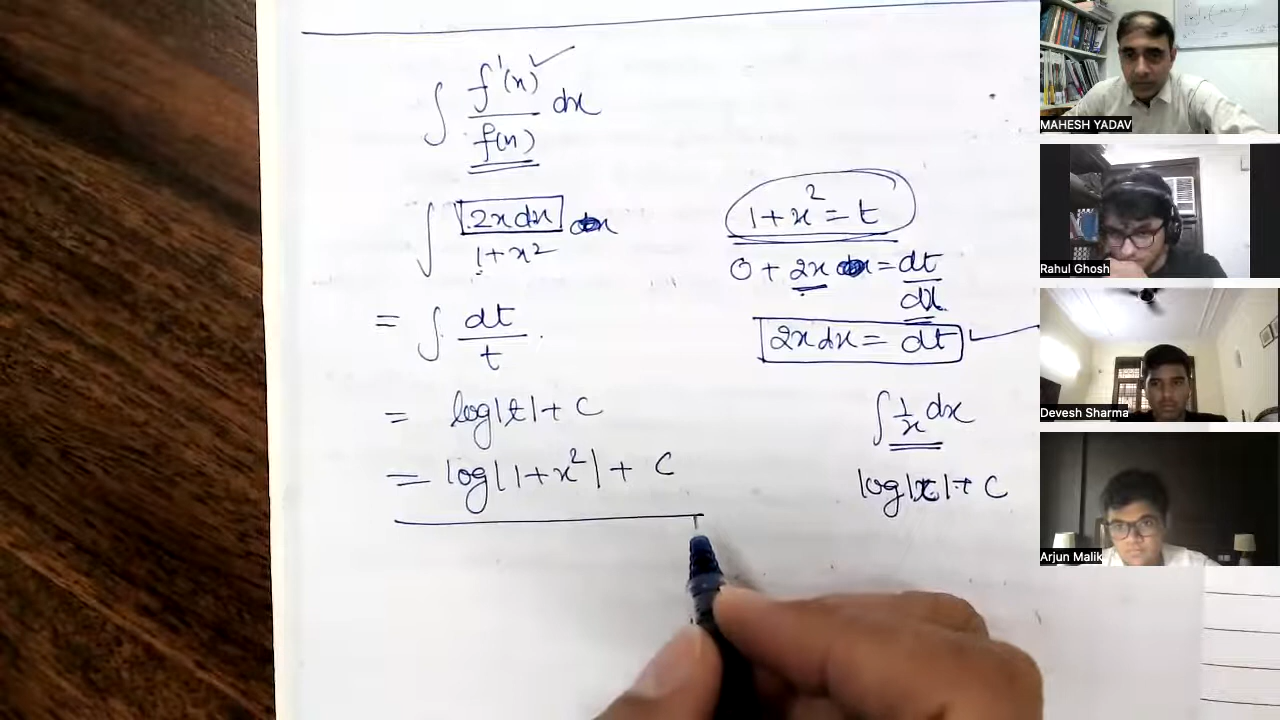 ∫ f'(x)/f(x) dx
∫ 2x dx/1+x²
= ∫ dt/t
= log|t|+c
= log|1+x²|+c
1+x²=t
0+2x=dt/dx
2x dx=dt
∫ 1/x dx
log|x|+c
MAHESH YADAV
Rahul Ghosh
Devesh Sharma
Arjun Malik